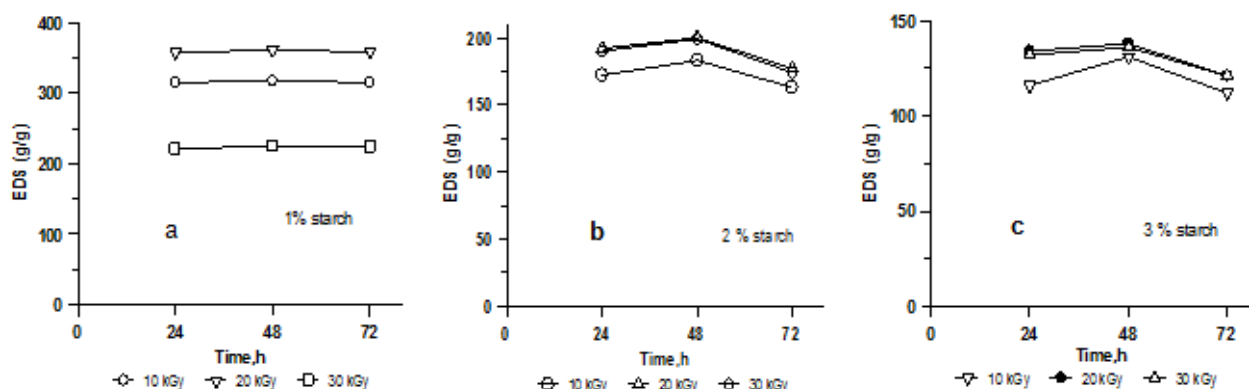 400
300
200
100
0
EDS (g/g)
a
1% starch
0 24 48 72
Time,h
10 kGy 20 kGy 30 kGy
200
150
100
50
0
EDS (g/g)
b
2 % starch
0 24 48 72
Time,h
10 kGy 20 kGy 30 kGy
150
100
50
0
EDS (g/g)
c
3 % starch
0 24 48 72
Time,h
10 kGy 20 kGy 30 kGy